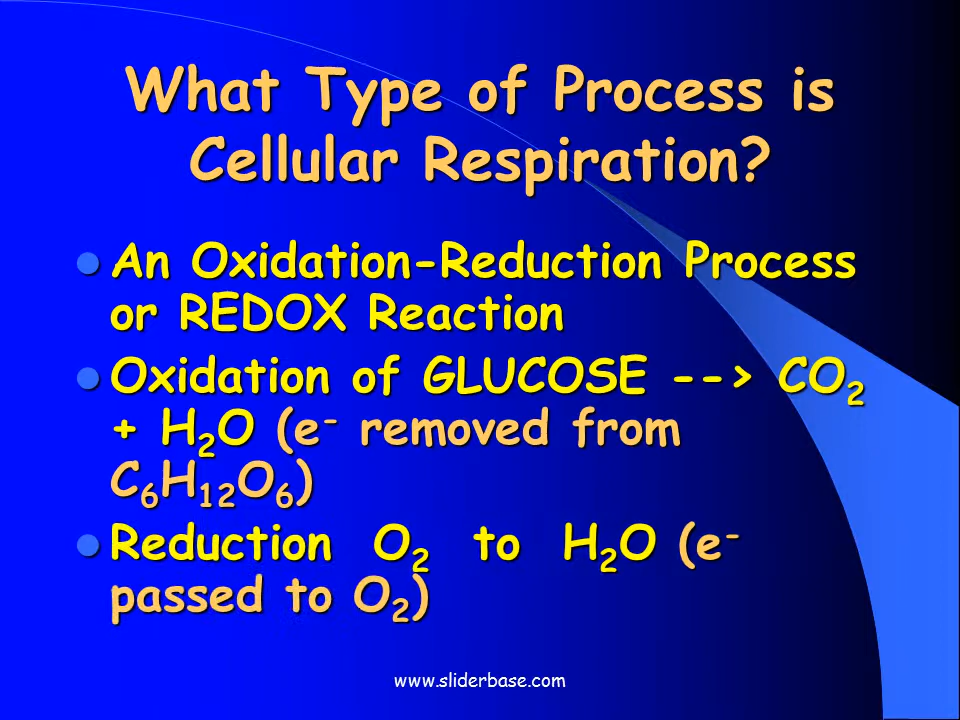 What Type of Process is
Cellular Respiration?
An Oxidation-Reduction Process
or REDOX Reaction
Oxidation of GLUCOSE --> CO₂
+ H₂O (e⁻ removed from
C₆H₁₂O₆)
Reduction O₂ to H₂O (e⁻
passed to O₂)
www.sliderbase.com